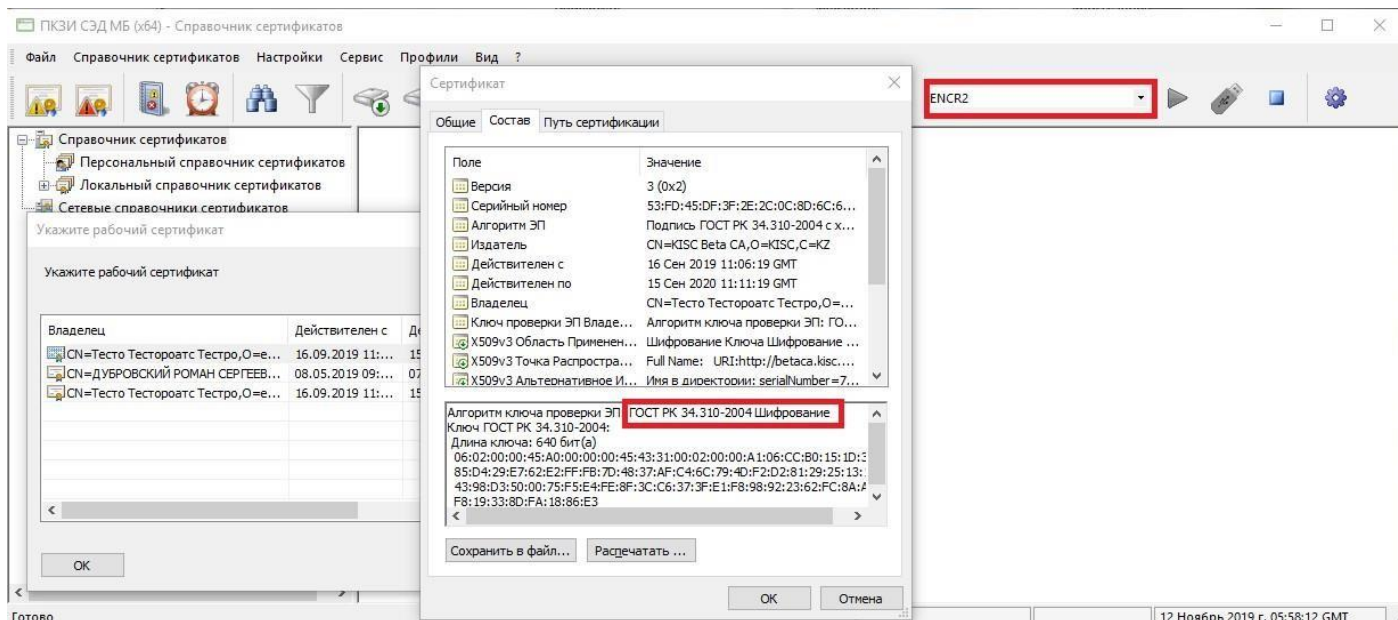 ПКЗИ СЭД МБ (x64) - Справочник сертификатов
Файл Справочник сертификатов Настройки Сервис Профили Вид ?
ENCR2
Справочник сертификатов
Персональный справочник сертификатов
Локальный справочник сертификатов
Сетевые справочники сертификатов
Укажите рабочий сертификат
Укажите рабочий сертификат
Владелец Действителен с
CN=Тесто Тестороатс Тестро,О=е... 16.09.2019 11:... 15
CN=ДУБРОВСКИЙ РОМАН СЕРГЕЕВ... 08.05.2019 09:... 07
CN=Тесто Тестороатс Тестро,О=е... 16.09.2019 11:... 15
ОК
Сертификат
Общие Состав Путь сертификации
Поле Значение
Версия 3 (0x2)
Серийный номер 53:FD:45:DF:3F:2E:2C:0C:8D:6C:6...
Алгоритм ЭП Подпись ГОСТ РК 34.310-2004 с х...
Издатель CN=KISC Beta CA,O=KISC,C=KZ
Действителен с 16 Сен 2019 11:06:19 GMT
Действителен по 15 Сен 2020 11:11:19 GMT
Владелец CN=Тесто Тестороатс Тестро,О=...
Ключ проверки ЭП Владе... Алгоритм ключа проверки ЭП: ГО...
X509v3 Область Применен... Шифрование Ключа Шифрование ...
X509v3 Точка Распростра... Full Name: URI:http://betaca.kisc....
X509v3 Альтернативное И... Имя в директории: serialNumber=7...
Алгоритм ключа проверки ЭП ГОСТ РК 34.310-2004 Шифрование
Ключ ГОСТ РК 34.310-2004:
Длина ключа: 640 бит(а)
06:02:00:00:45:A0:00:00:00:45:43:31:00:02:00:00:A1:06:CC:B0:15:1D:3
85:D4:29:E7:62:E2:FF:FB:7D:48:37:AF:C4:6C:79:4D:F2:D2:81:29:25:13:
43:98:D3:50:00:75:F5:E4:FE:8F:3C:C6:37:3F:E1:F8:98:92:23:62:FC:8A:A
F8:19:33:8D:FA:18:86:E3
Сохранить в файл... Распечатать ...
ОК Отмена
Готово
12 Ноябрь 2019 г. 05:58:12 GMT